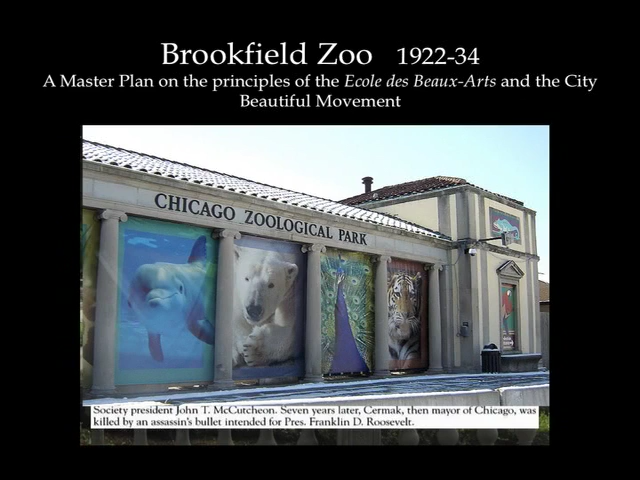 Brookfield Zoo 1922-34
A Master Plan on the principles of the Ecole des Beaux-Arts and the City
Beautiful Movement
CHICAGO ZOOLOGICAL PARK
Society president John T. McCutcheon. Seven years later, Cermak, then mayor of Chicago, was
killed by an assassin's bullet intended for Pres. Franklin D. Roosevelt.